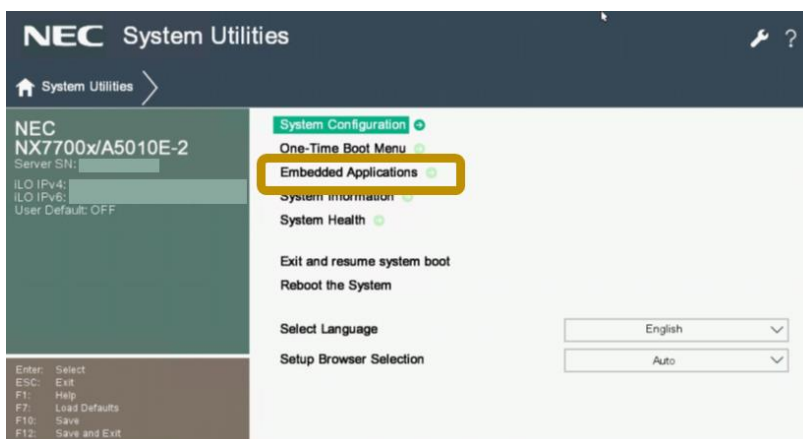 NEC System Utilities
?
System Utilities
NEC
NX7700x/A5010E-2
Server SN:
iLO IPv4:
iLO IPv6:
User Default: OFF
Enter: Select
ESC: Exit
F1: Help
F7: Load Defaults
F10: Save
F12: Save and Exit
System Configuration
One-Time Boot Menu
Embedded Applications
System Information
System Health
Exit and resume system boot
Reboot the System
Select Language English
Setup Browser Selection Auto